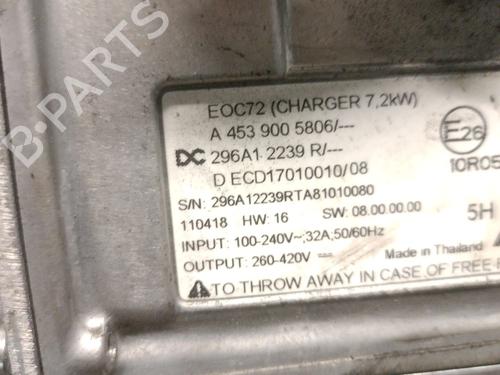 B-PARTS
EOC72 (CHARGER 7,2kW)
A 453 900 5806/---
DC 296A1 2239 R/---
D ECD17010010/08
E26
10R05
S/N: 296A12239RTA81010080
110418 HW: 16 SW: 08.00.00.00
5H
INPUT: 100-240V~;32A;50/60Hz
Made in Thailand
OUTPUT: 260-420V
TO THROW AWAY IN CASE OF FREE